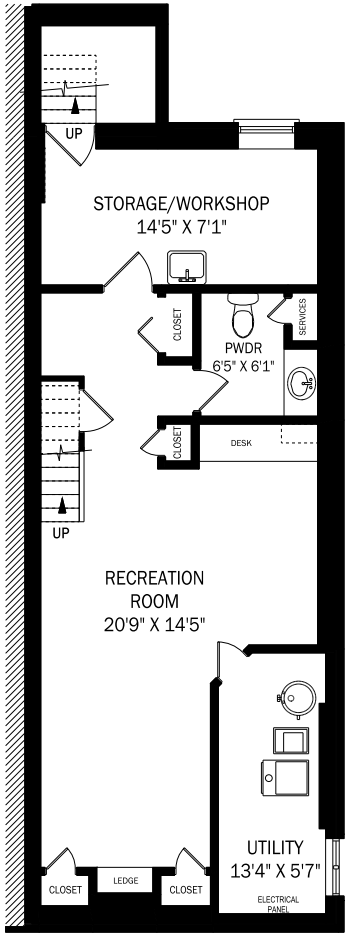 UP
STORAGE/WORKSHOP
14'5" X 7'1"
CLOSET
SERVICES
PWDR
6'5" X 6'1"
CLOSET
DESK
UP
RECREATION
ROOM
20'9" X 14'5"
UTILITY
13'4" X 5'7"
CLOSET
LEDGE
CLOSET
ELECTRICAL
PANEL